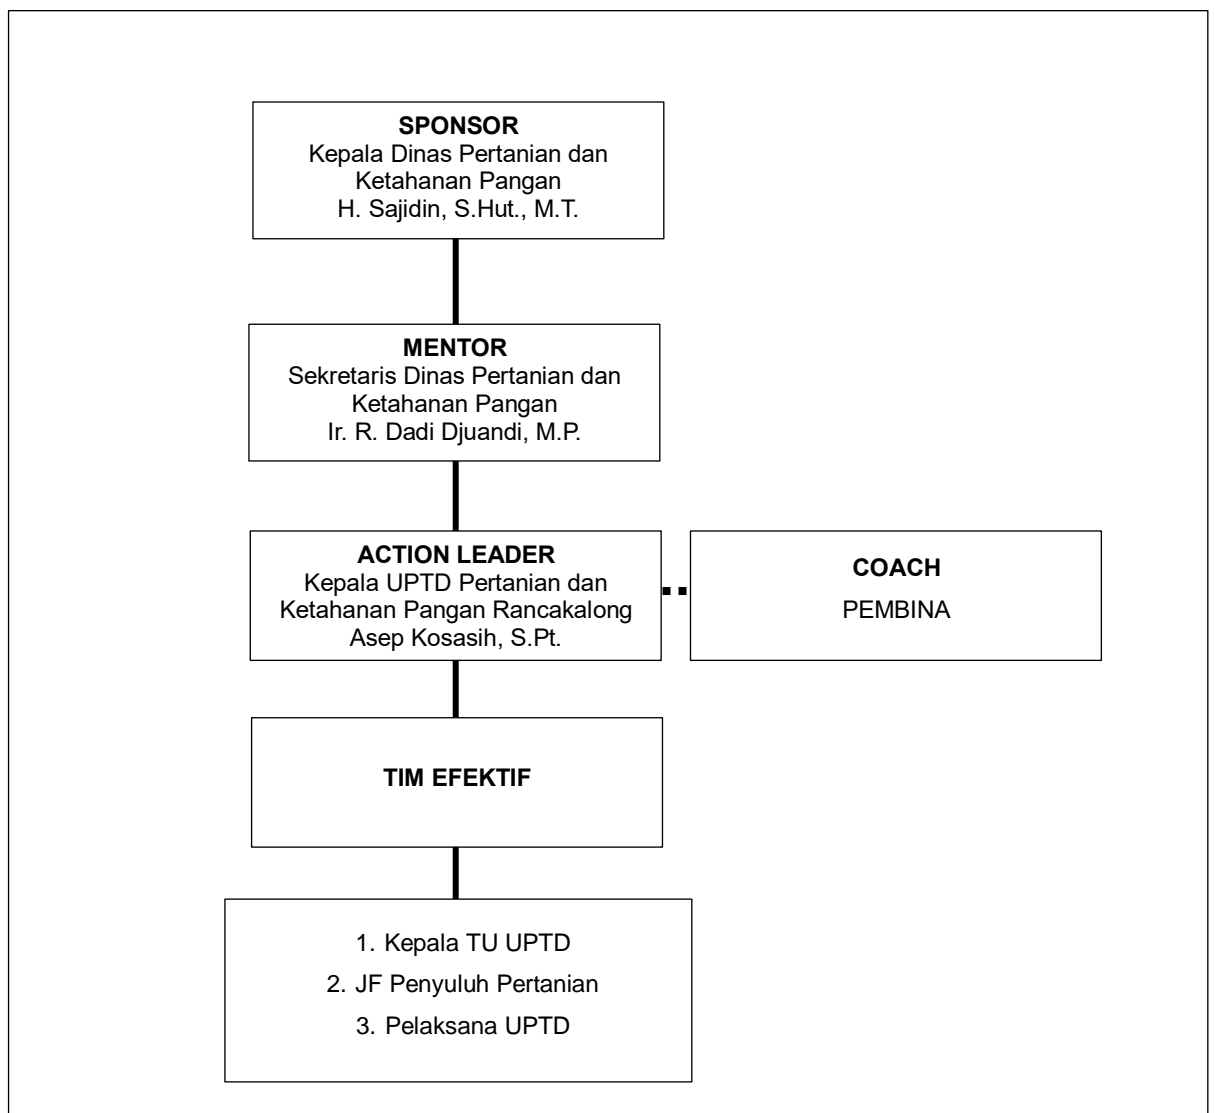 SPONSOR
Kepala Dinas Pertanian dan
Ketahanan Pangan
H. Sajidin, S.Hut., M.T.
MENTOR
Sekretaris Dinas Pertanian dan
Ketahanan Pangan
Ir. R. Dadi Djuandi, M.P.
ACTION LEADER
Kepala UPTD Pertanian dan
Ketahanan Pangan Rancakalong
Asep Kosasih, S.Pt.
COACH
PEMBINA
TIM EFEKTIF
1. Kepala TU UPTD
2. JF Penyuluh Pertanian
3. Pelaksana UPTD